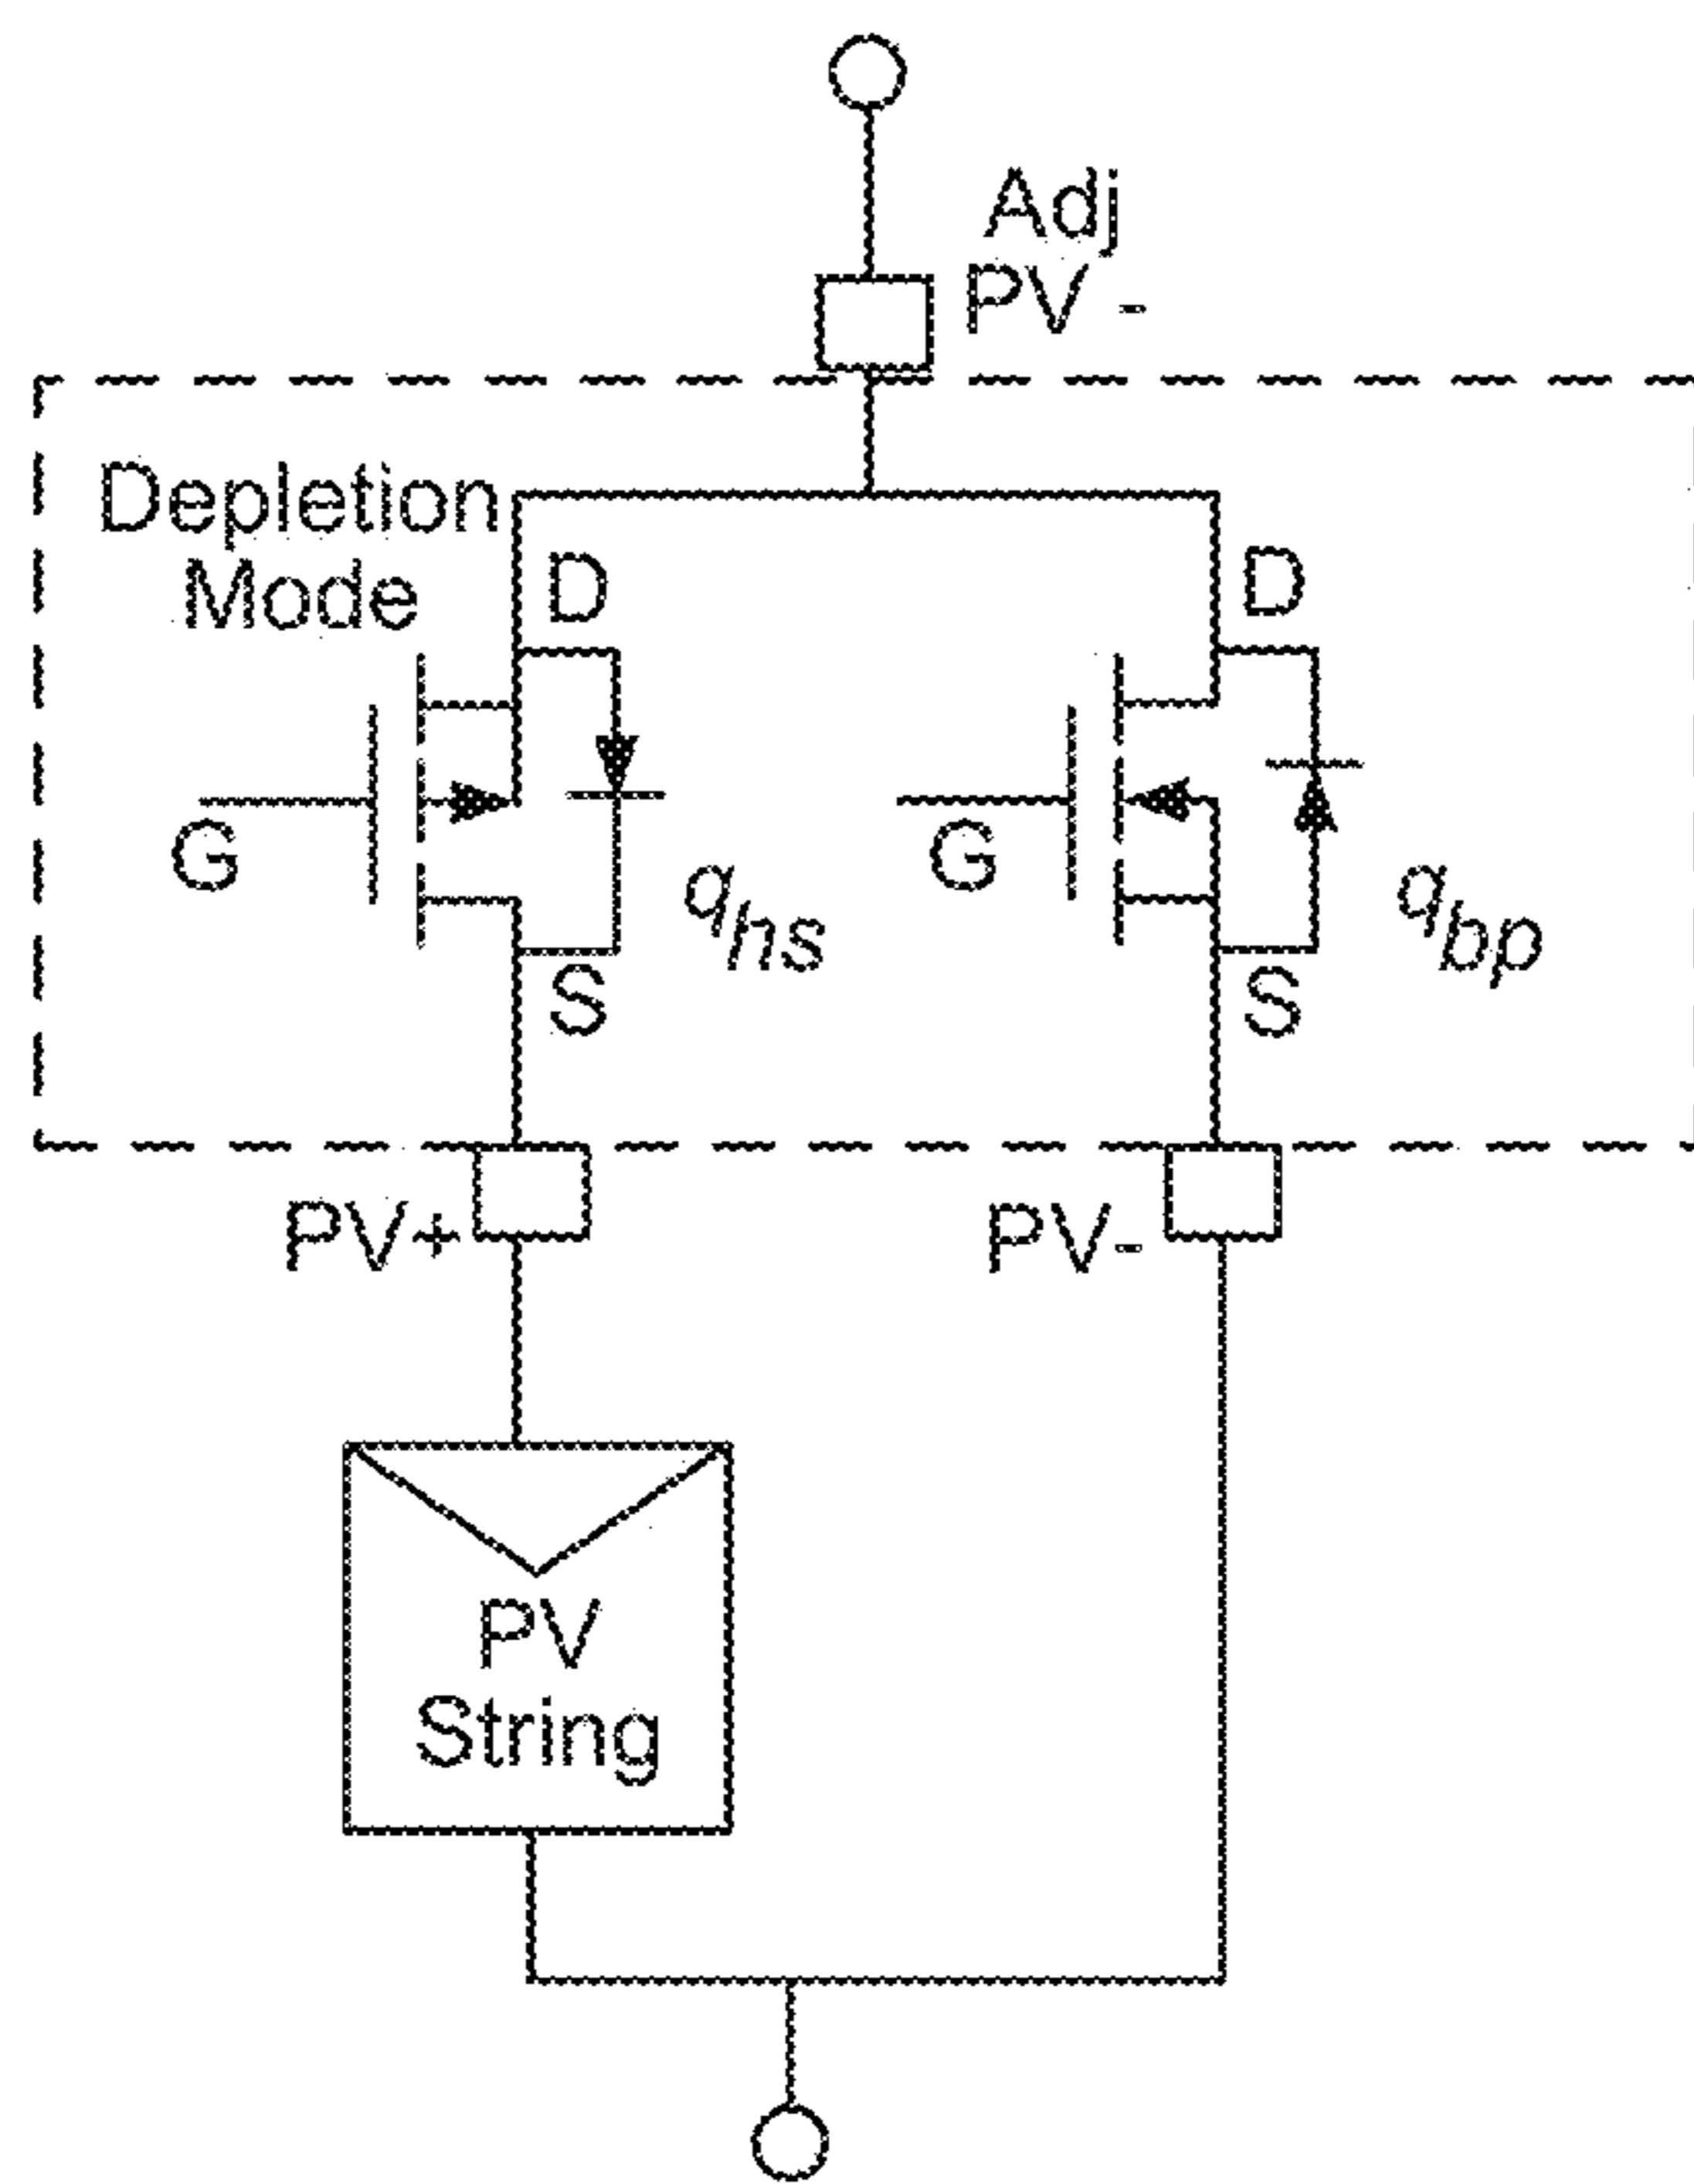 Adj
PV -
Depletion
Mode
D
D
G
G
q_hs
q_bp
S
S
PV+
PV-
PV
String